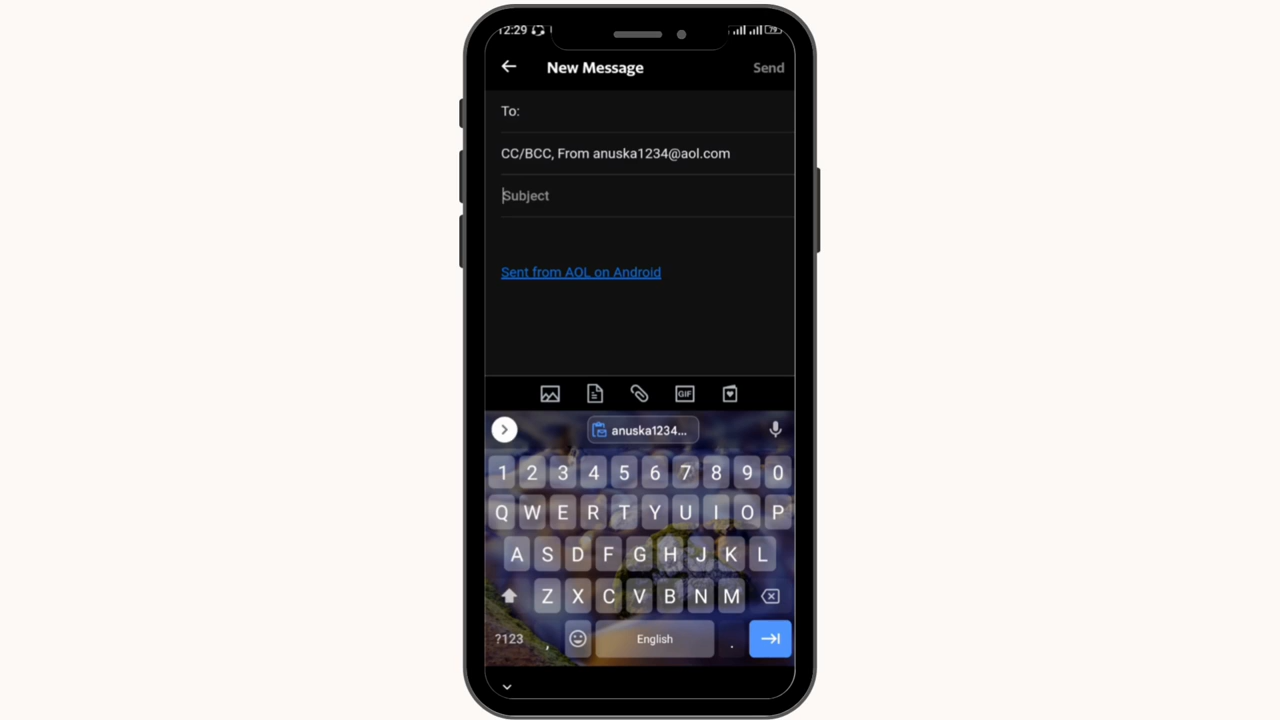 12:29
New Message Send
To:
CC/BCC, From anuska1234@aol.com
Subject
Sent from AOL on Android
GIF
anuska1234...
1 2 3 4 5 6 7 8 9 0
Q W E R T Y U I O P
A S D F G H J K L
Z X C V B N M
?123 , English .